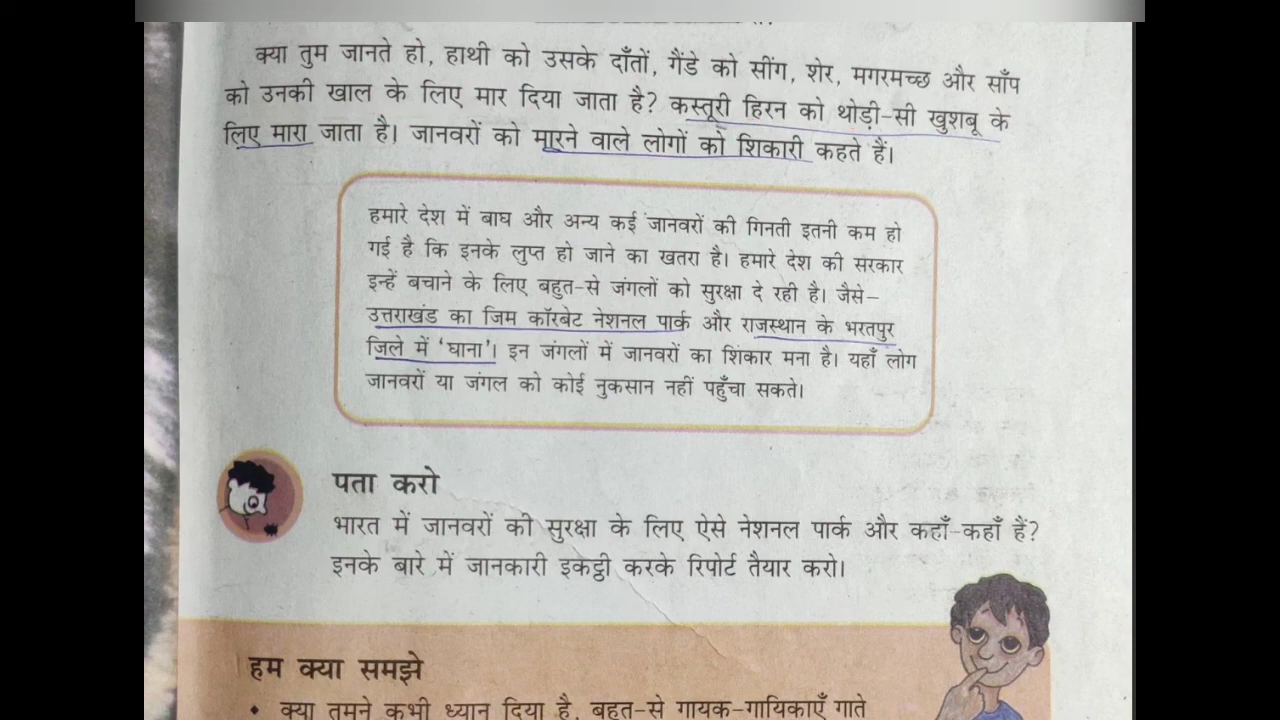 क्या तुम जानते हो, हाथी को उसके दाँतों, गैंडे को सींग, शेर, मगरमच्छ और साँप
को उनकी खाल के लिए मार दिया जाता है? कस्तूरी हिरन को थोड़ी-सी खुशबू के
लिए मारा जाता है। जानवरों को मारने वाले लोगों को शिकारी कहते हैं।
हमारे देश में बाघ और अन्य कई जानवरों की गिनती इतनी कम हो
गई है कि इनके लुप्त हो जाने का खतरा है। हमारे देश की सरकार
इन्हें बचाने के लिए बहुत-से जंगलों को सुरक्षा दे रही है। जैसे–
उत्तराखंड का जिम कॉरबेट नेशनल पार्क और राजस्थान के भरतपुर
जिले में ‘घाना’। इन जंगलों में जानवरों का शिकार मना है। यहाँ लोग
जानवरों या जंगल को कोई नुकसान नहीं पहुँचा सकते।
पता करो
भारत में जानवरों की सुरक्षा के लिए ऐसे नेशनल पार्क और कहाँ-कहाँ हैं?
इनके बारे में जानकारी इकट्ठी करके रिपोर्ट तैयार करो।
हम क्या समझे
• क्या तुमने कभी ध्यान दिया है, बहुत-से गायक-गायिकाएँ गाते